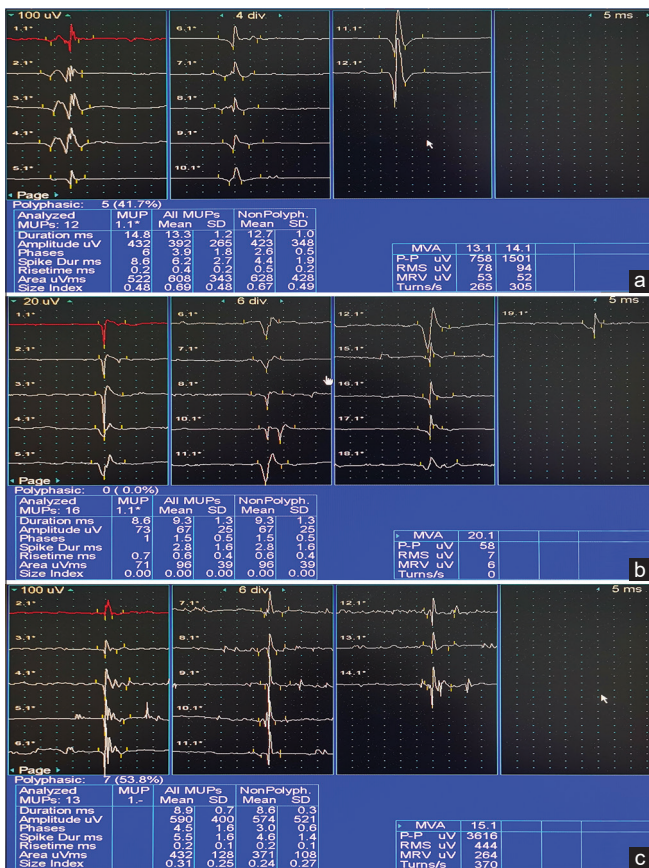 100 uV 4 div 5 ms
1.1* 6.1* 11.1*
2.1* 7.1* 12.1*
3.1* 8.1*
4.1* 9.1*
5.1* 10.1*
Page
Polyphasic: 5 (41.7%)
Analyzed MUP All MUPs NonPolyph.
MUPs: 12 1.1* Mean SD Mean SD
Duration ms 14.8 13.3 1.2 12.7 1.0
Amplitude uV 432 392 265 423 348
Phases 6 3.9 1.8 2.6 0.5
Spike Dur ms 8.6 6.2 2.7 4.4 1.9
Risetime ms 0.2 0.4 0.2 0.5 0.2
Area uVms 522 608 343 628 428
Size Index 0.48 0.69 0.48 0.67 0.49
MVA 13.1 14.1
P-P uV 758 1501
RMS uV 78 94
MRV uV 53 52
Turns/s 265 305
a
20 uV 6 div 5 ms
1.1* 6.1* 12.1* 19.1*
2.1* 7.1* 15.1*
3.1* 8.1* 16.1*
4.1* 10.1* 17.1*
5.1* 11.1* 18.1*
Page
Polyphasic: 0 ( 0.0%)
Analyzed MUP All MUPs NonPolyph.
MUPs: 16 1.1* Mean SD Mean SD
Duration ms 8.6 9.3 1.3 9.3 1.3
Amplitude uV 73 67 25 67 25
Phases 1 1.5 0.5 1.5 0.5
Spike Dur ms 2.8 1.6 2.8 1.6
Risetime ms 0.7 0.6 0.4 0.6 0.4
Area uVms 71 96 39 96 39
Size Index 0.00 0.00 0.00 0.00 0.00
MVA 20.1
P-P uV 58
RMS uV 7
MRV uV 6
Turns/s 0
b
100 uV 6 div 5 ms
2.1* 7.1* 12.1*
3.1* 8.1* 13.1*
4.1* 9.1* 14.1*
5.1* 10.1*
6.1* 11.1*
Page
Polyphasic: 7 (53.8%)
Analyzed MUP All MUPs NonPolyph.
MUPs: 13 1.- Mean SD Mean SD
Duration ms 8.9 0.7 8.6 0.3
Amplitude uV 590 400 574 521
Phases 4.5 1.6 3.0 0.6
Spike Dur ms 5.5 1.6 4.6 1.4
Risetime ms 0.2 0.1 0.2 0.1
Area uVms 432 128 371 108
Size Index 0.31 0.25 0.24 0.27
MVA 15.1
P-P uV 3616
RMS uV 444
MRV uV 264
Turns/s 370
c